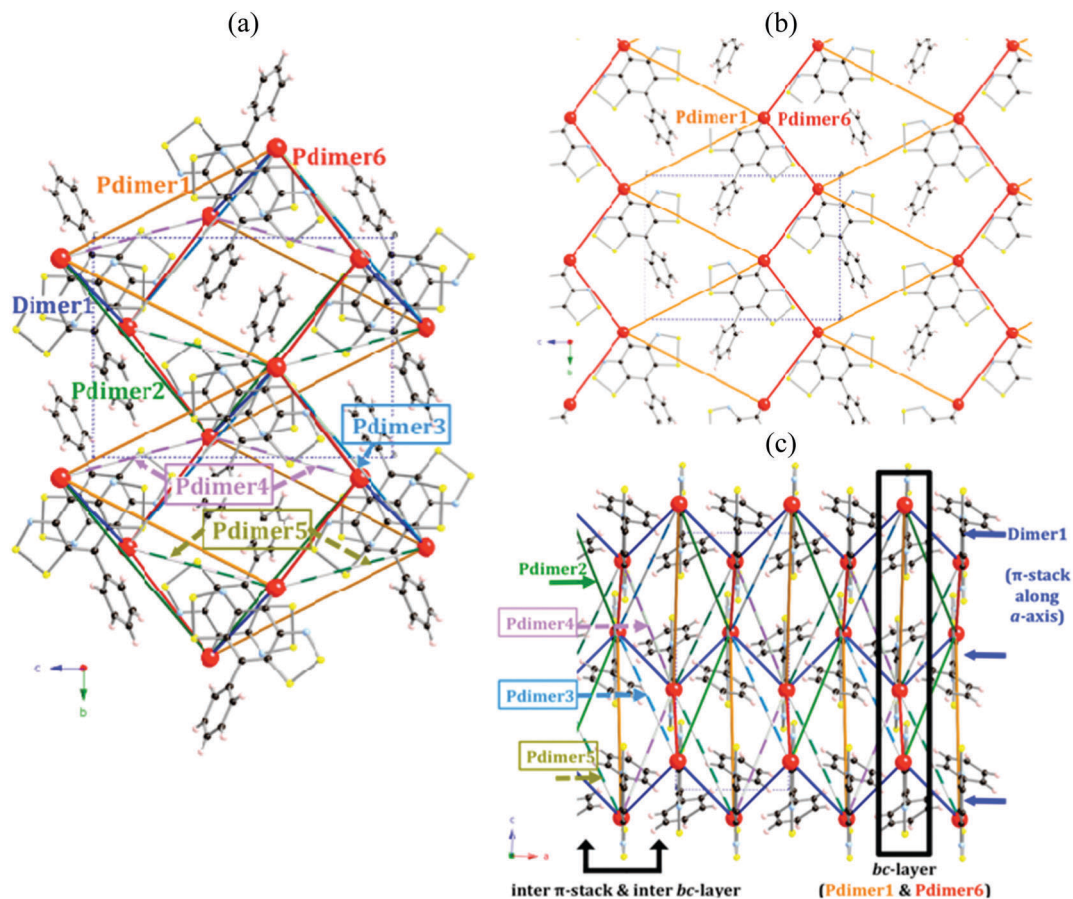 (a)
Pdimer6
Pdimer1
Dimer1
Pdimer2
Pdimer3
Pdimer4
Pdimer5
c
b
(b)
Pdimer1 Pdimer6
c
b
(c)
Dimer1
Pdimer2
(π-stack
along
a-axis)
Pdimer4
Pdimer3
Pdimer5
c
a
inter π-stack & inter bc-layer
bc-layer
(Pdimer1 & Pdimer6)